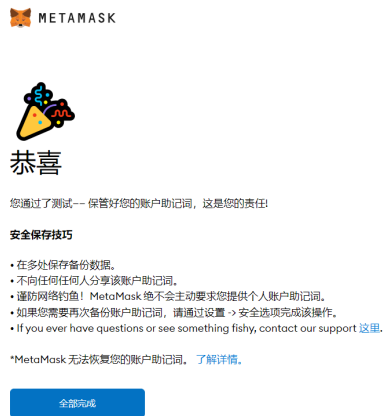 METAMASK
恭喜
您通过了测试-- 保管好您的账户助记词，这是您的责任!
安全保存技巧
• 在多处保存备份数据。
• 不向任何任何人分享该账户助记词。
• 谨防网络钓鱼！MetaMask 绝不会主动要求您提供个人账户助记词。
• 如果您需要再次备份账户助记词，请通过设置 -> 安全选项完成该操作。
• If you ever have questions or see something fishy, contact our support 这里.
*MetaMask 无法恢复您的账户助记词。 了解详情。
全部完成